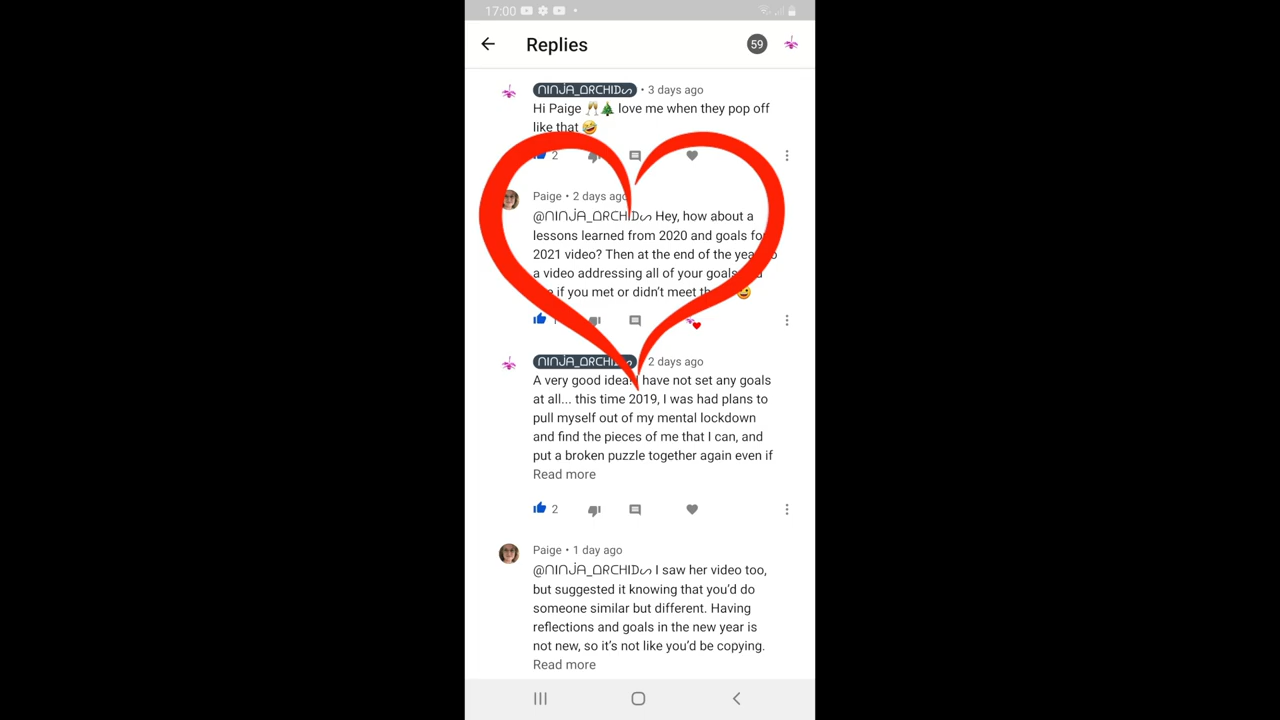 17:00
Replies
59
ՈIՈJᗩ_ᗝᖇᑕᕼIᗪᔕ • 3 days ago
Hi Paige 🥂🎄 love me when they pop off
like that 🤣
2
Paige • 2 days ago
@ՈIՈJᗩ_ᗝᖇᑕᕼIᗪᔕ Hey, how about a
lessons learned from 2020 and goals for
2021 video? Then at the end of the year
a video addressing all of your goals
if you met or didn't meet
ՈIՈJᗩ_ᗝᖇᑕᕼIᗪᔕ • 2 days ago
A very good idea! I have not set any goals
at all... this time 2019, I was had plans to
pull myself out of my mental lockdown
and find the pieces of me that I can, and
put a broken puzzle together again even if
Read more
2
Paige • 1 day ago
@ՈIՈJᗩ_ᗝᖇᑕᕼIᗪᔕ I saw her video too,
but suggested it knowing that you'd do
someone similar but different. Having
reflections and goals in the new year is
not new, so it's not like you'd be copying.
Read more